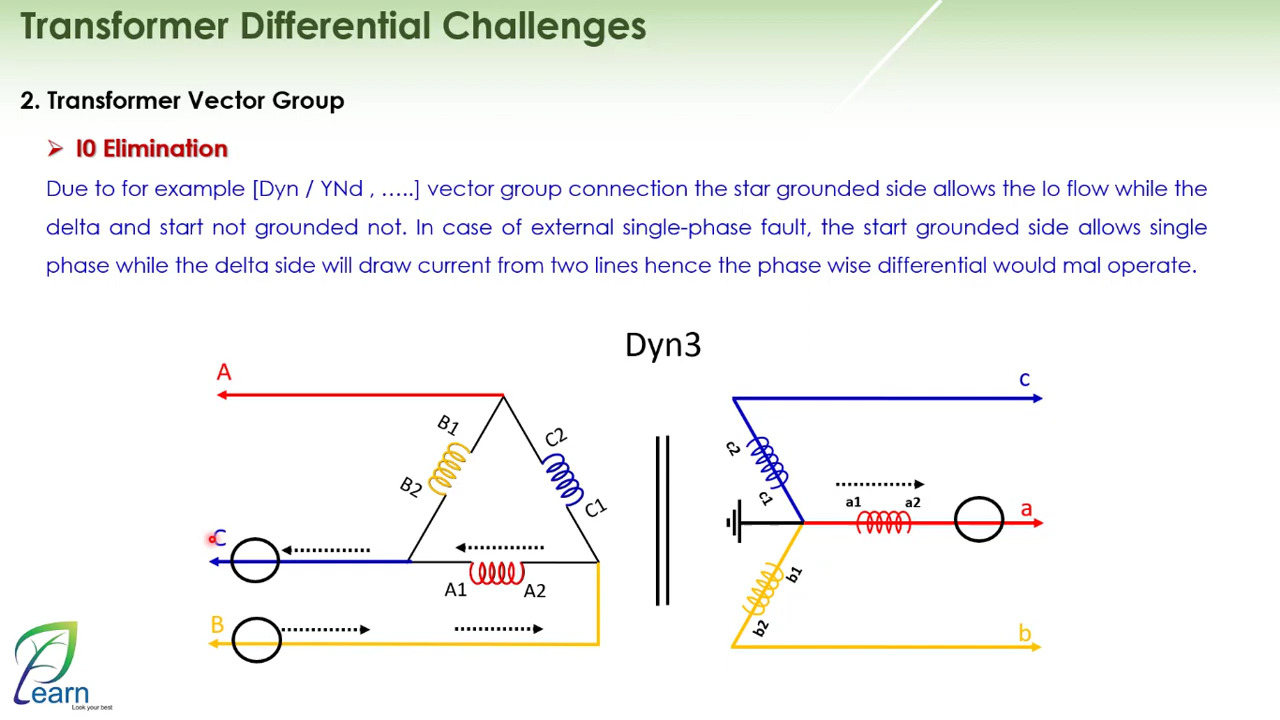 Transformer Differential Challenges
2. Transformer Vector Group
I0 Elimination
Due to for example [Dyn / YNd , …..] vector group connection the star grounded side allows the Io flow while the
delta and start not grounded not. In case of external single-phase fault, the start grounded side allows single
phase while the delta side will draw current from two lines hence the phase wise differential would mal operate.
Dyn3
A
B1
C2
B2
C1
C
A1
A2
B
c
c2
c1
a1
a2
a
b1
b2
b
Learn
Look your best